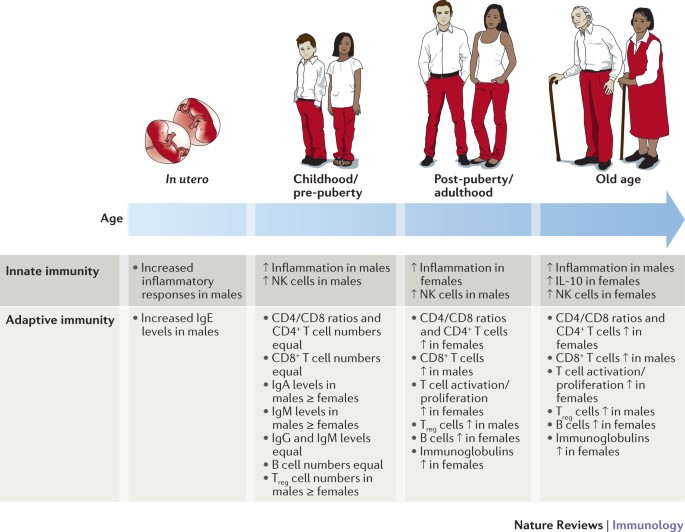 In utero
Childhood/
pre-puberty
Post-puberty/
adulthood
Old age
Age
Innate immunity
• Increased
inflammatory
responses in males
↑ Inflammation in males
↑ NK cells in males
↑ Inflammation in
females
↑ NK cells in males
↑ Inflammation in males
↑ IL-10 in females
↑ NK cells in females
Adaptive immunity
• Increased IgE
levels in males
• CD4/CD8 ratios and
CD4⁺ T cell numbers
equal
• CD8⁺ T cell numbers
equal
• IgA levels in
males ≥ females
• IgM levels in
males ≥ females
• IgG and IgM levels
equal
• B cell numbers equal
• Treg cell numbers in
males ≥ females
• CD4/CD8 ratios
and CD4⁺ T cells
↑ in females
• CD8⁺ T cells
↑ in males
• T cell activation/
proliferation
↑ in females
• Treg cells ↑ in males
• B cells ↑ in females
• Immunoglobulins
↑ in females
• CD4/CD8 ratios and
CD4⁺ T cells ↑ in
females
• CD8⁺ T cells ↑ in males
• T cell activation/
proliferation ↑ in
females
• Treg cells ↑ in males
• B cells ↑ in females
• Immunoglobulins
↑ in females
Nature Reviews | Immunology